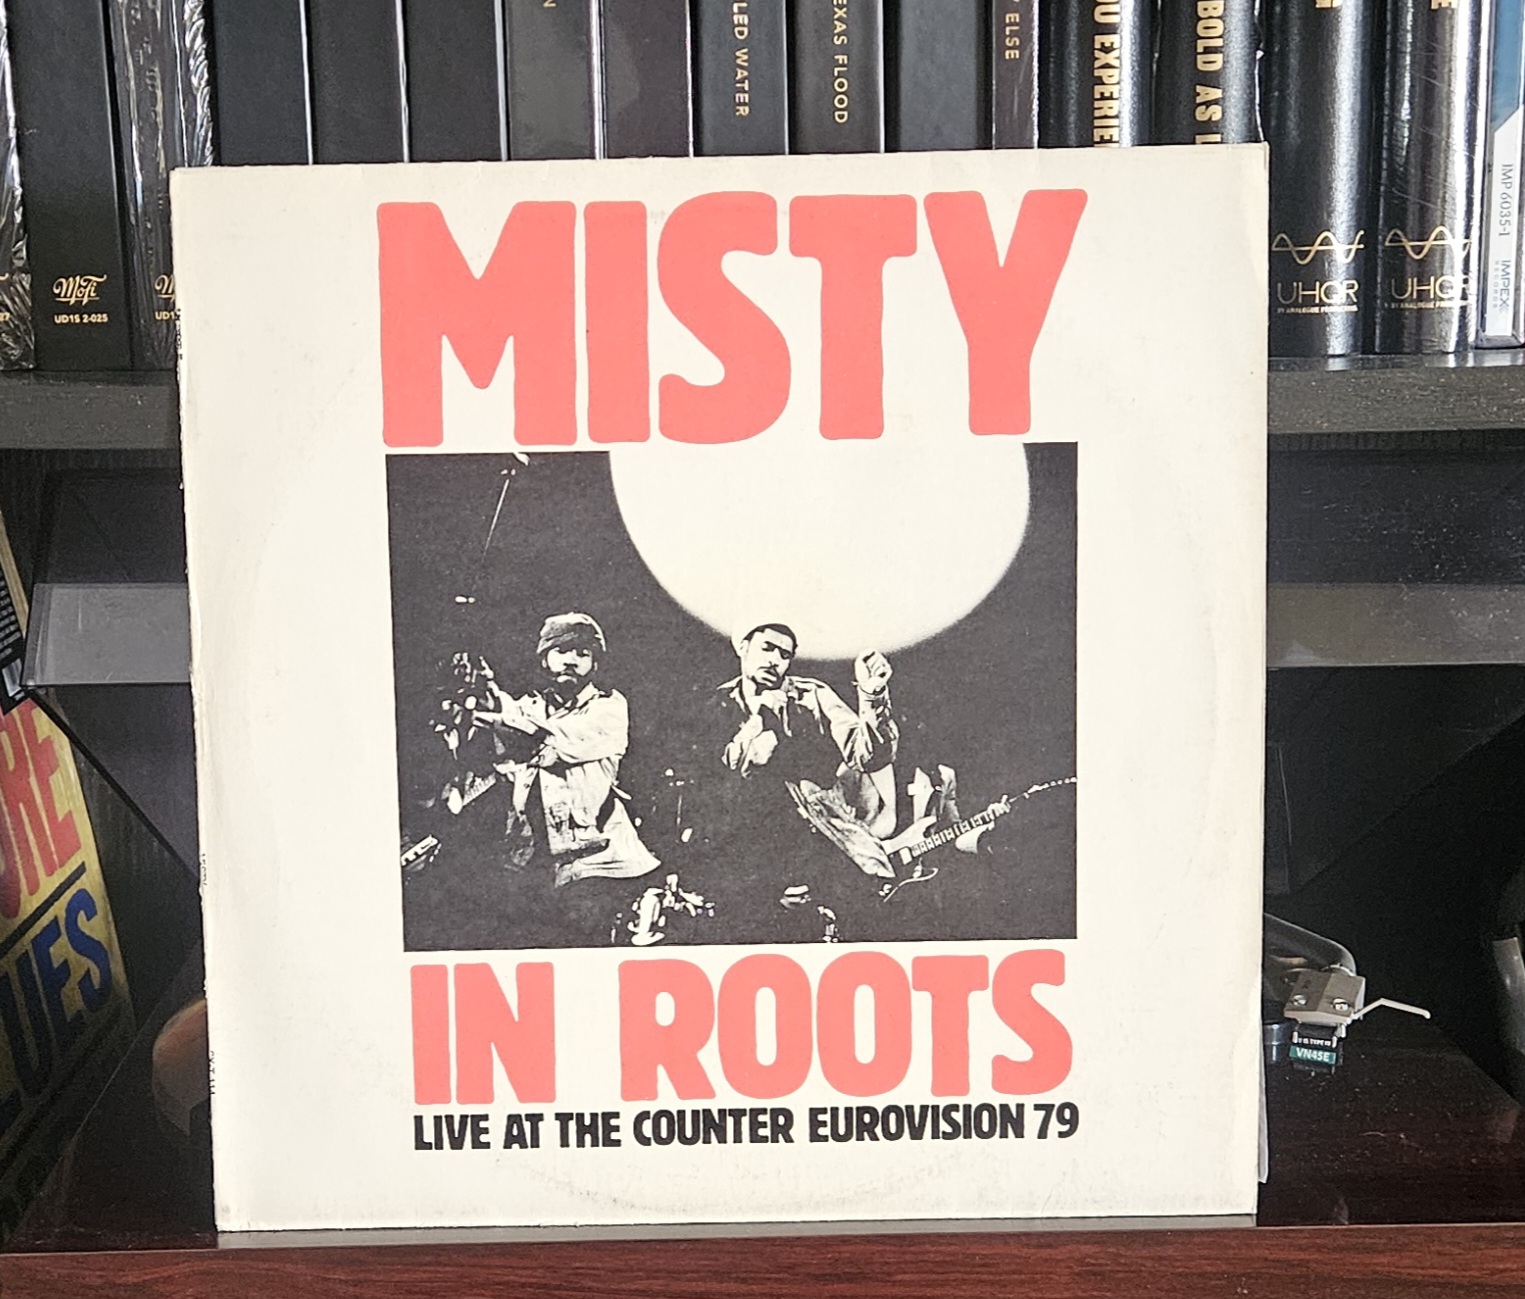 LED WATER
EXAS FLOOD
ELSE
OU EXPERIE
BOLD AS
MoFi
UD1S 2-025
UHQR
UHQR
IMP 6035-1
IMPEX
RECORDS
MISTY
IN ROOTS
LIVE AT THE COUNTER EUROVISION 79
VN45E